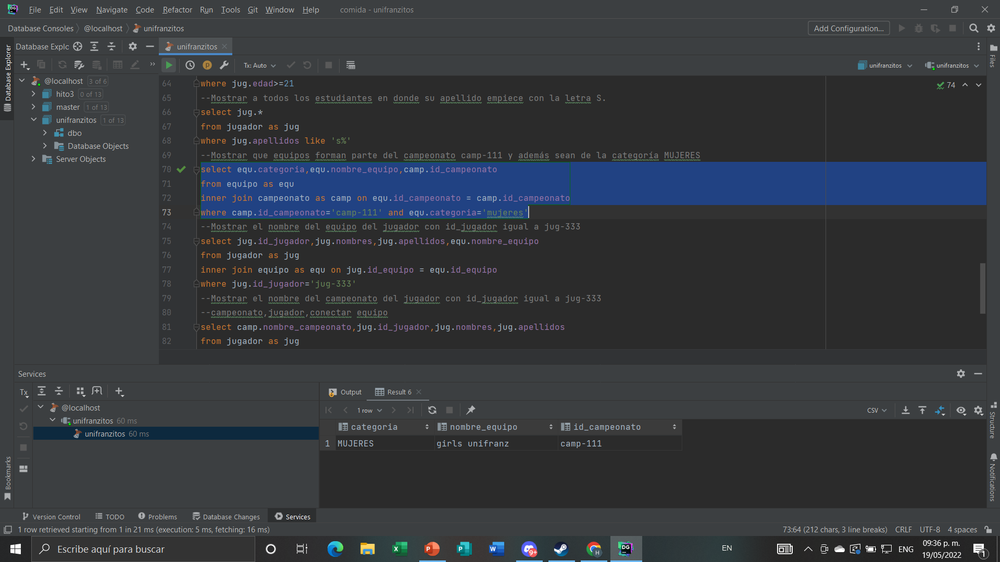 File Edit View Navigate Code Refactor Run Tools Git Window Help comida - unifranzitos
Database Consoles @localhost unifranzitos Add Configuration...
Database Explc unifranzitos
Tx: Auto unifranzitos unifranzitos
Database Explorer
Files
@localhost 3 of 6
hito3 0 of 13
master 1 of 13
unifranzitos 1 of 13
dbo
Database Objects
Server Objects
74
64 where jug.edad>=21
65 --Mostrar a todos los estudiantes en donde su apellido empiece con la letra S.
66 select jug.*
67 from jugador as jug
68 where jug.apellidos like 's%'
69 --Mostrar que equipos forman parte del campeonato camp-111 y además sean de la categoría MUJERES
70 select equ.categoria,equ.nombre_equipo,camp.id_campeonato
71 from equipo as equ
72 inner join campeonato as camp on equ.id_campeonato = camp.id_campeonato
73 where camp.id_campeonato='camp-111' and equ.categoria='mujeres'
74 --Mostrar el nombre del equipo del jugador con id_jugador igual a jug-333
75 select jug.id_jugador,jug.nombres,jug.apellidos,equ.nombre_equipo
76 from jugador as jug
77 inner join equipo as equ on jug.id_equipo = equ.id_equipo
78 where jug.id_jugador='jug-333'
79 --Mostrar el nombre del campeonato del jugador con id_jugador igual a jug-333
80 --campeonato,jugador,conectar equipo
81 select camp.nombre_campeonato,jug.id_jugador,jug.nombres,jug.apellidos
82 from jugador as jug
Services
Tx
@localhost
unifranzitos 60 ms
unifranzitos 60 ms
Output Result 6
1 row CSV
categoria nombre_equipo id_campeonato
1 MUJERES girls unifranz camp-111
Structure
Notifications
Bookmarks
Version Control TODO Problems Database Changes Services
1 row retrieved starting from 1 in 21 ms (execution: 5 ms, fetching: 16 ms) 73:64 (212 chars, 3 line breaks) CRLF UTF-8 4 spaces
Escribe aquí para buscar EN ENG 09:36 p. m.
19/05/2022